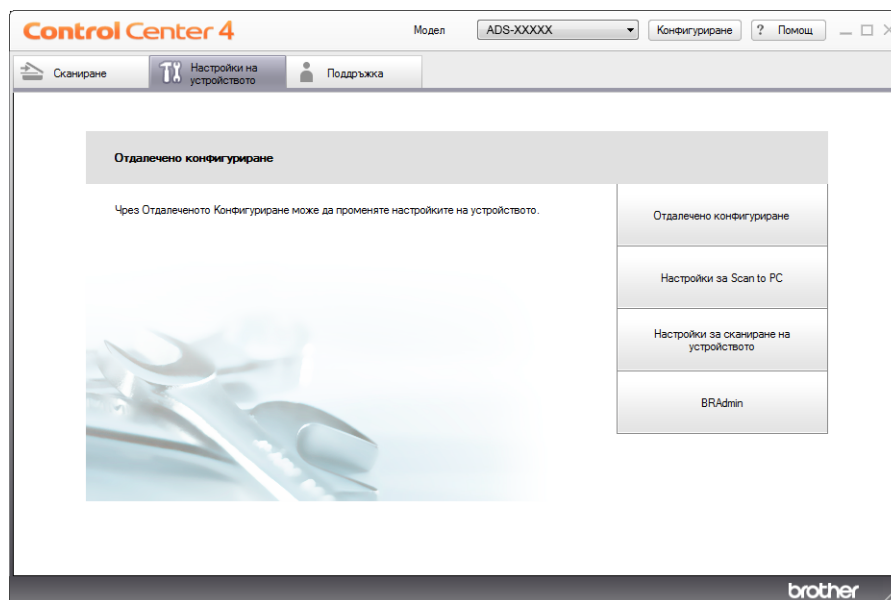 Control Center 4
Модел
ADS-XXXXX
Конфигуриране
? Помощ
Сканиране
Настройки на
устройството
Поддръжка
Отдалечено конфигуриране
Чрез Отдалеченото Конфигуриране може да променяте настройките на устройството.
Отдалечено конфигуриране
Настройки за Scan to PC
Настройки за сканиране на
устройството
BRAdmin
brother